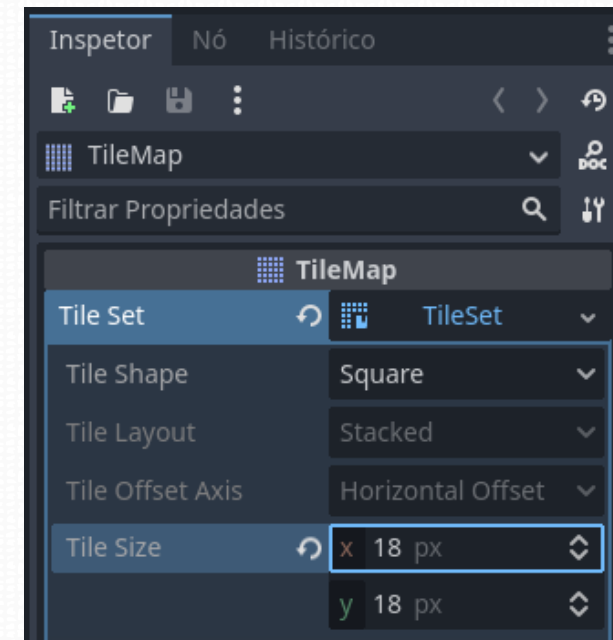 Inspetor Nó Histórico
TileMap
DOC
Filtrar Propriedades
TileMap
Tile Set TileSet
Tile Shape Square
Tile Layout Stacked
Tile Offset Axis Horizontal Offset
Tile Size x 18 px
y 18 px